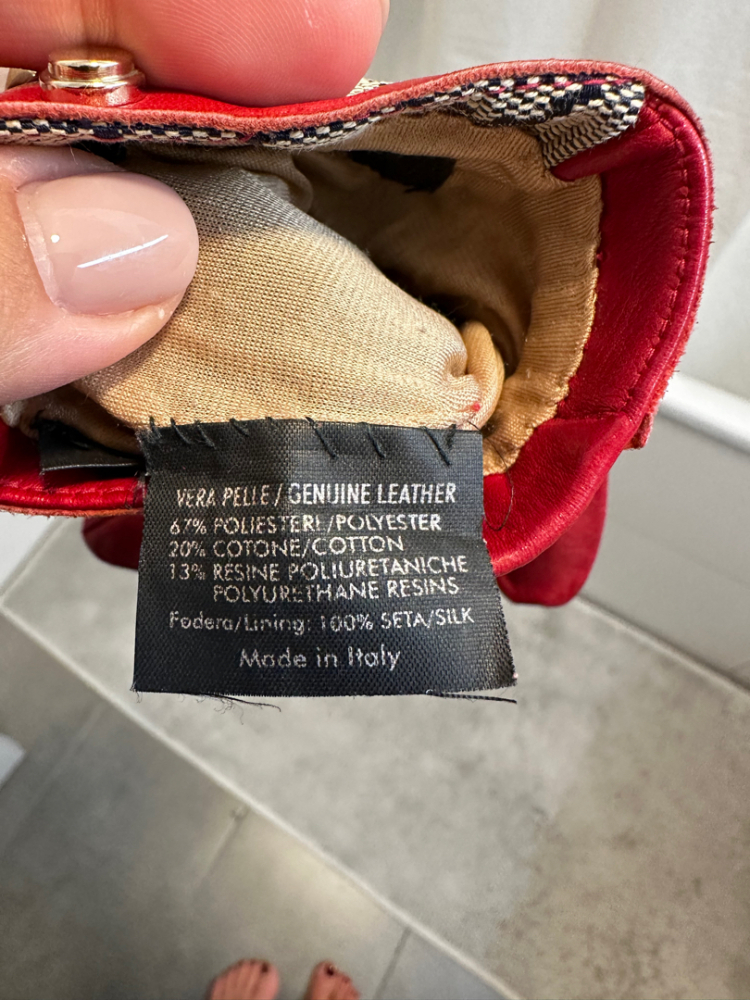 VERA PELLE/GENUINE LEATHER
67% POLIESTERE/POLYESTER
20% COTONE/COTTON
13% RESINE POLIURETANICHE
POLYURETHANE RESINS
Fodera/Lining: 100% SETA/SILK
Made in Italy